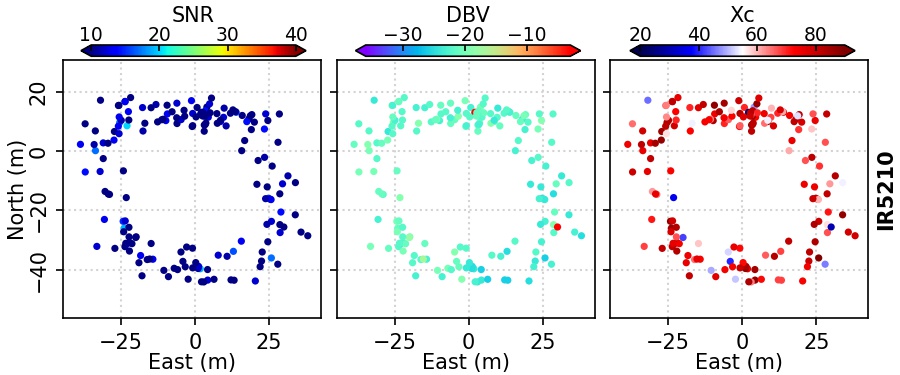 SNR DBV Xc
10 20 30 40 −30 −20 −10 20 40 60 80
20
0
−20
−40
North (m)
−25 0 25 −25 0 25 −25 0 25
East (m) East (m) East (m)
IR5210